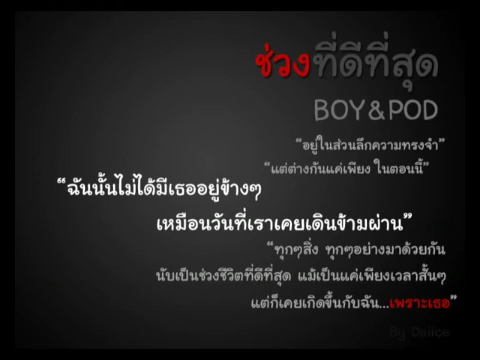 ช่วงที่ดีที่สุด
BOY&POD
“อยู่ในส่วนลึกความทรงจำ”
“แต่ต่างกันแค่เพียง ในตอนนี้”
“ฉันนั้นไม่ได้มีเธออยู่ข้างๆ
เหมือนวันที่เราเคยเดินข้ามผ่าน”
“ทุกๆสิ่ง ทุกๆอย่างมาด้วยกัน
นับเป็นช่วงชีวิตที่ดีที่สุด แม้เป็นแค่เพียงเวลาสั้นๆ
แต่ก็เคยเกิดขึ้นกับฉัน...เพราะเธอ”
By Dalice